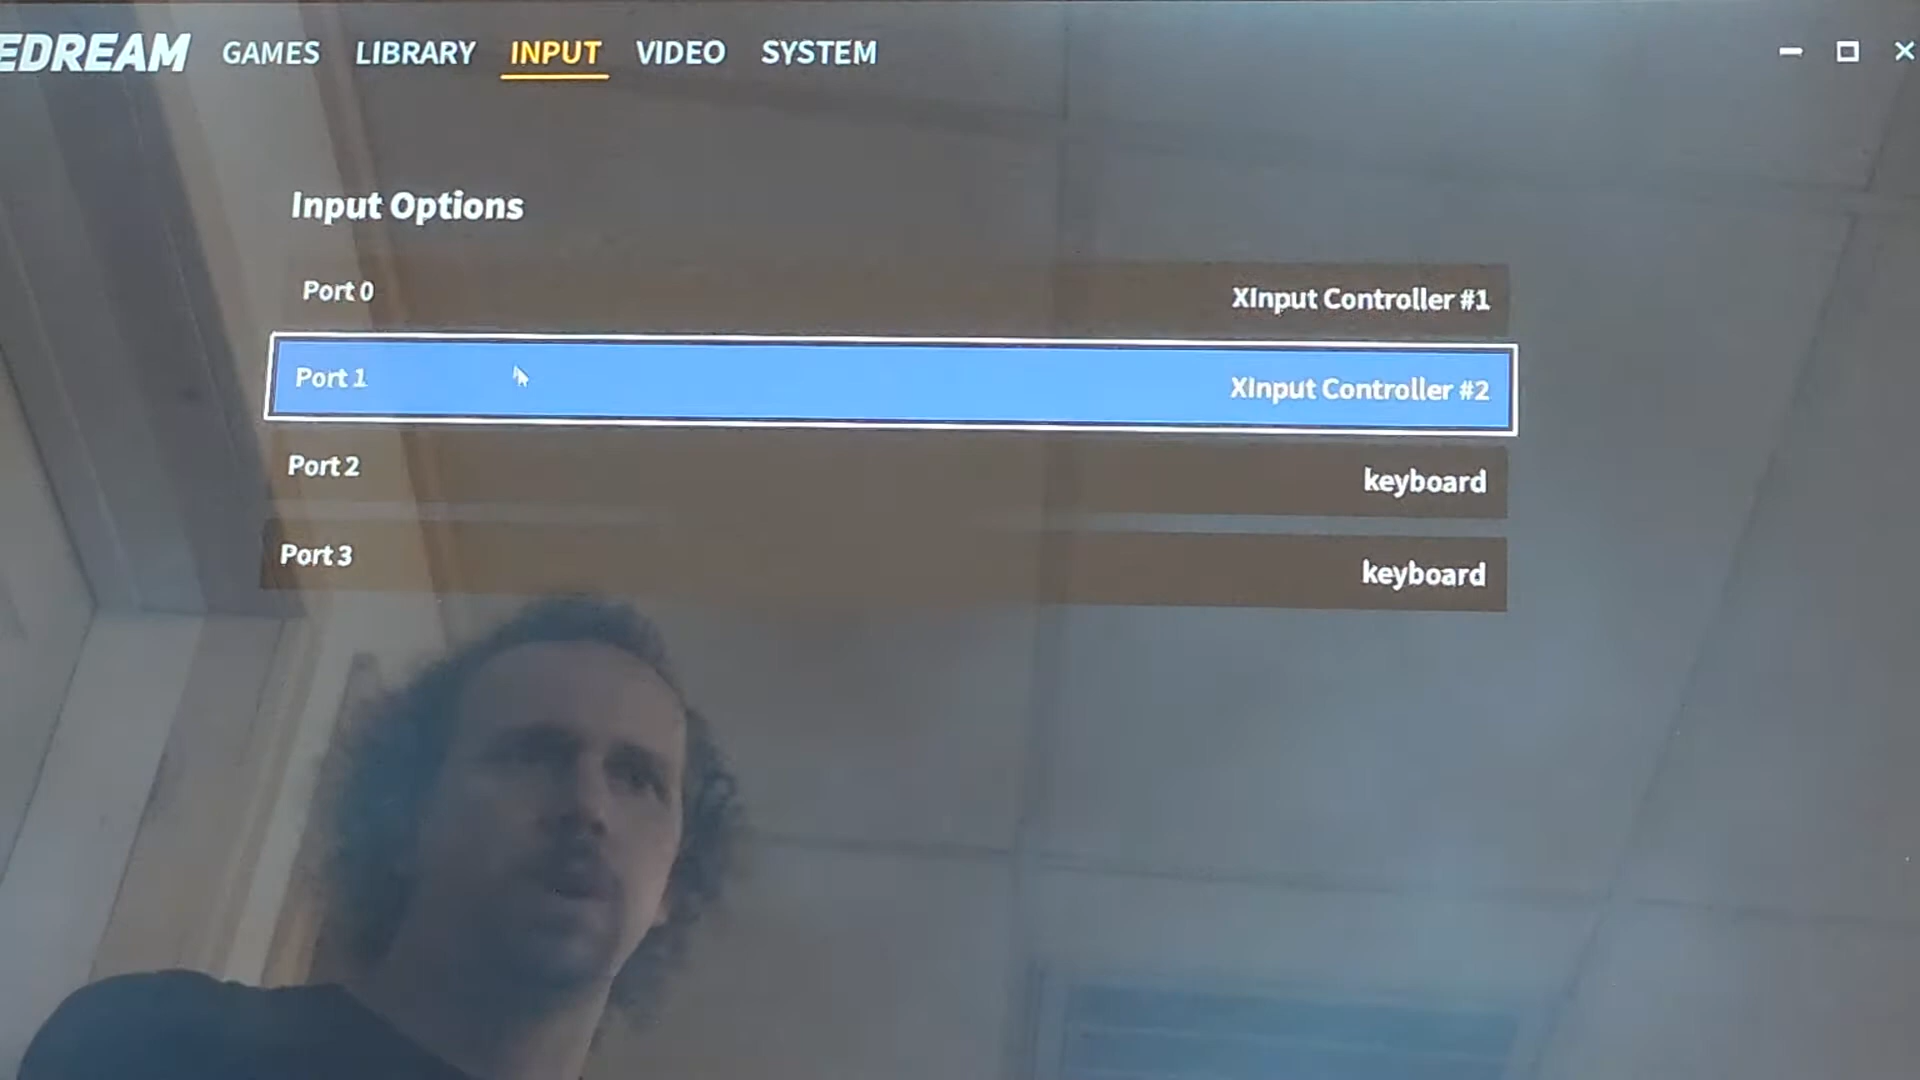 EDREAM GAMES LIBRARY INPUT VIDEO SYSTEM
Input Options
Port 0 XInput Controller #1
Port 1 XInput Controller #2
Port 2 keyboard
Port 3 keyboard